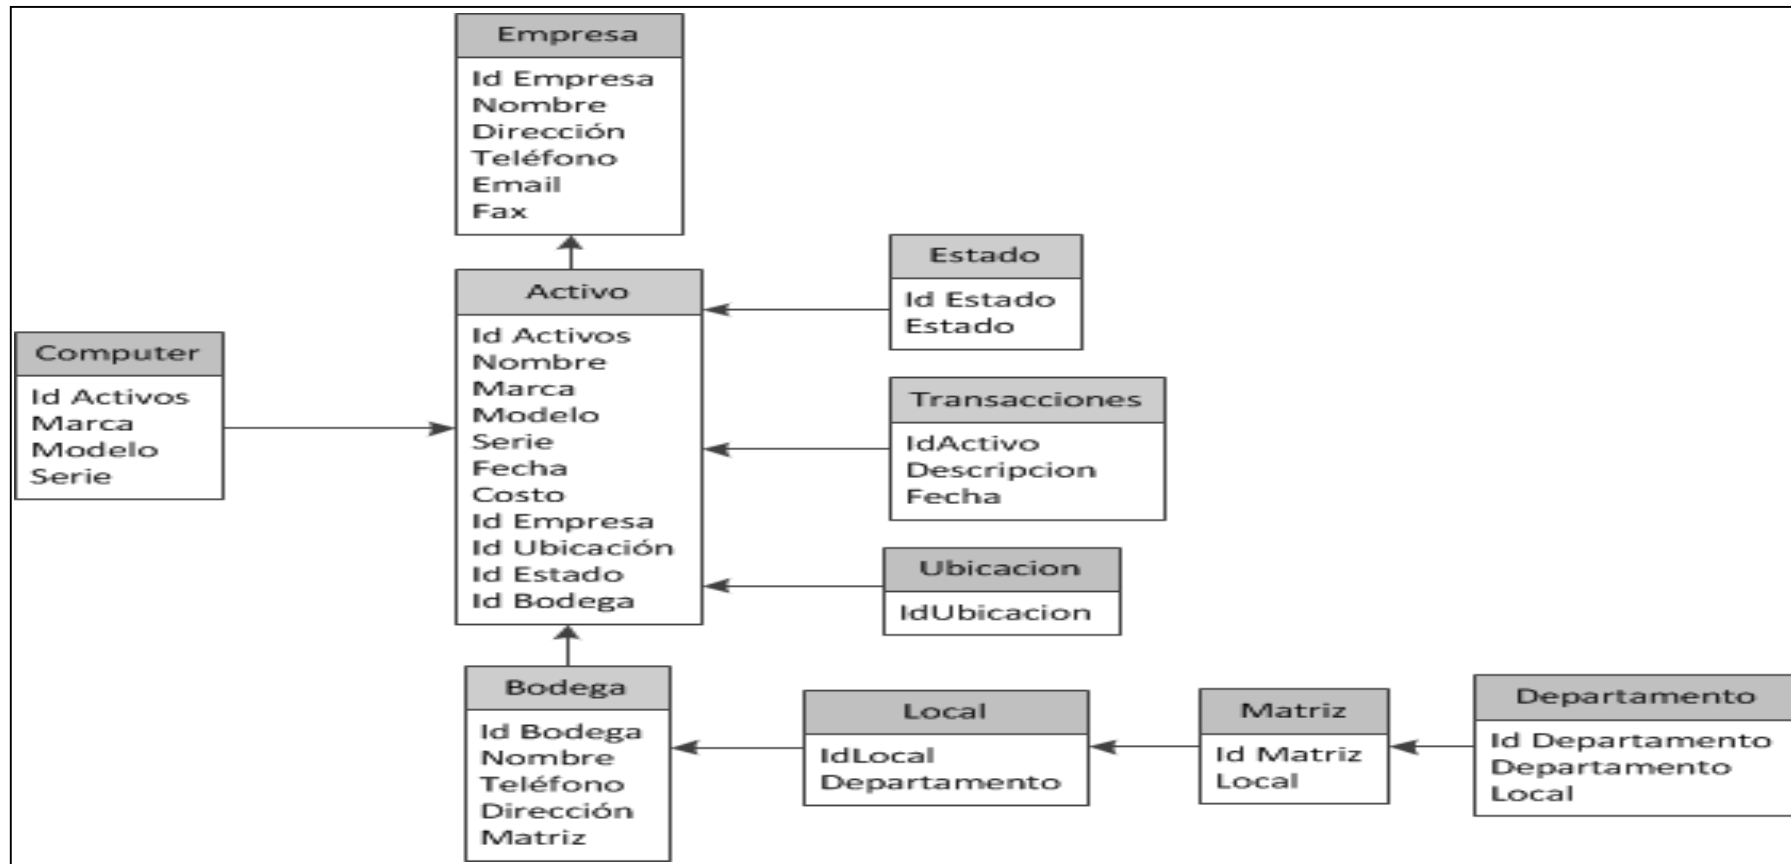 Empresa
Id Empresa
Nombre
Dirección
Teléfono
Email
Fax
Activo
Id Activos
Nombre
Marca
Modelo
Serie
Fecha
Costo
Id Empresa
Id Ubicación
Id Estado
Id Bodega
Computer
Id Activos
Marca
Modelo
Serie
Estado
Id Estado
Estado
Transacciones
IdActivo
Descripcion
Fecha
Ubicacion
IdUbicacion
Bodega
Id Bodega
Nombre
Teléfono
Dirección
Matriz
Local
IdLocal
Departamento
Matriz
Id Matriz
Local
Departamento
Id Departamento
Departamento
Local